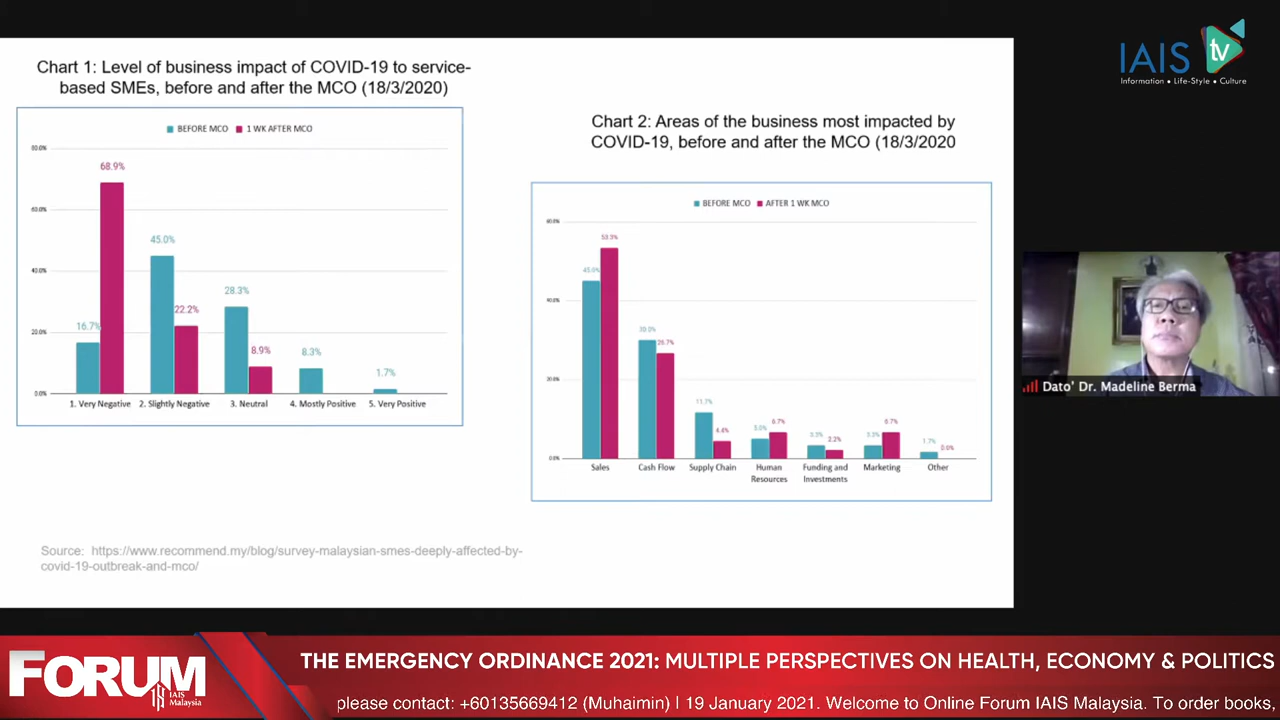 IAIS tv
Information • Life-Style • Culture
Chart 1: Level of business impact of COVID-19 to service-
based SMEs, before and after the MCO (18/3/2020)
BEFORE MCO 1 WK AFTER MCO
80.0%
60.0%
40.0%
20.0%
0.0%
16.7%
68.9%
45.0%
22.2%
28.3%
8.9%
8.3%
1.7%
1. Very Negative 2. Slightly Negative 3. Neutral 4. Mostly Positive 5. Very Positive
Chart 2: Areas of the business most impacted by
COVID-19, before and after the MCO (18/3/2020
BEFORE MCO AFTER 1 WK MCO
60.0%
40.0%
20.0%
0.0%
45.0%
53.3%
30.0%
26.7%
11.7%
4.4%
5.0%
6.7%
3.3%
2.2%
3.3%
6.7%
1.7%
0.0%
Sales Cash Flow Supply Chain Human Funding and Marketing Other
Resources Investments
Dato' Dr. Madeline Berma
Source: https://www.recommend.my/blog/survey-malaysian-smes-deeply-affected-by-
covid-19-outbreak-and-mco/
FORUM
IAIS
Malaysia
THE EMERGENCY ORDINANCE 2021: MULTIPLE PERSPECTIVES ON HEALTH, ECONOMY & POLITICS
please contact: +60135669412 (Muhaimin) | 19 January 2021. Welcome to Online Forum IAIS Malaysia. To order books,